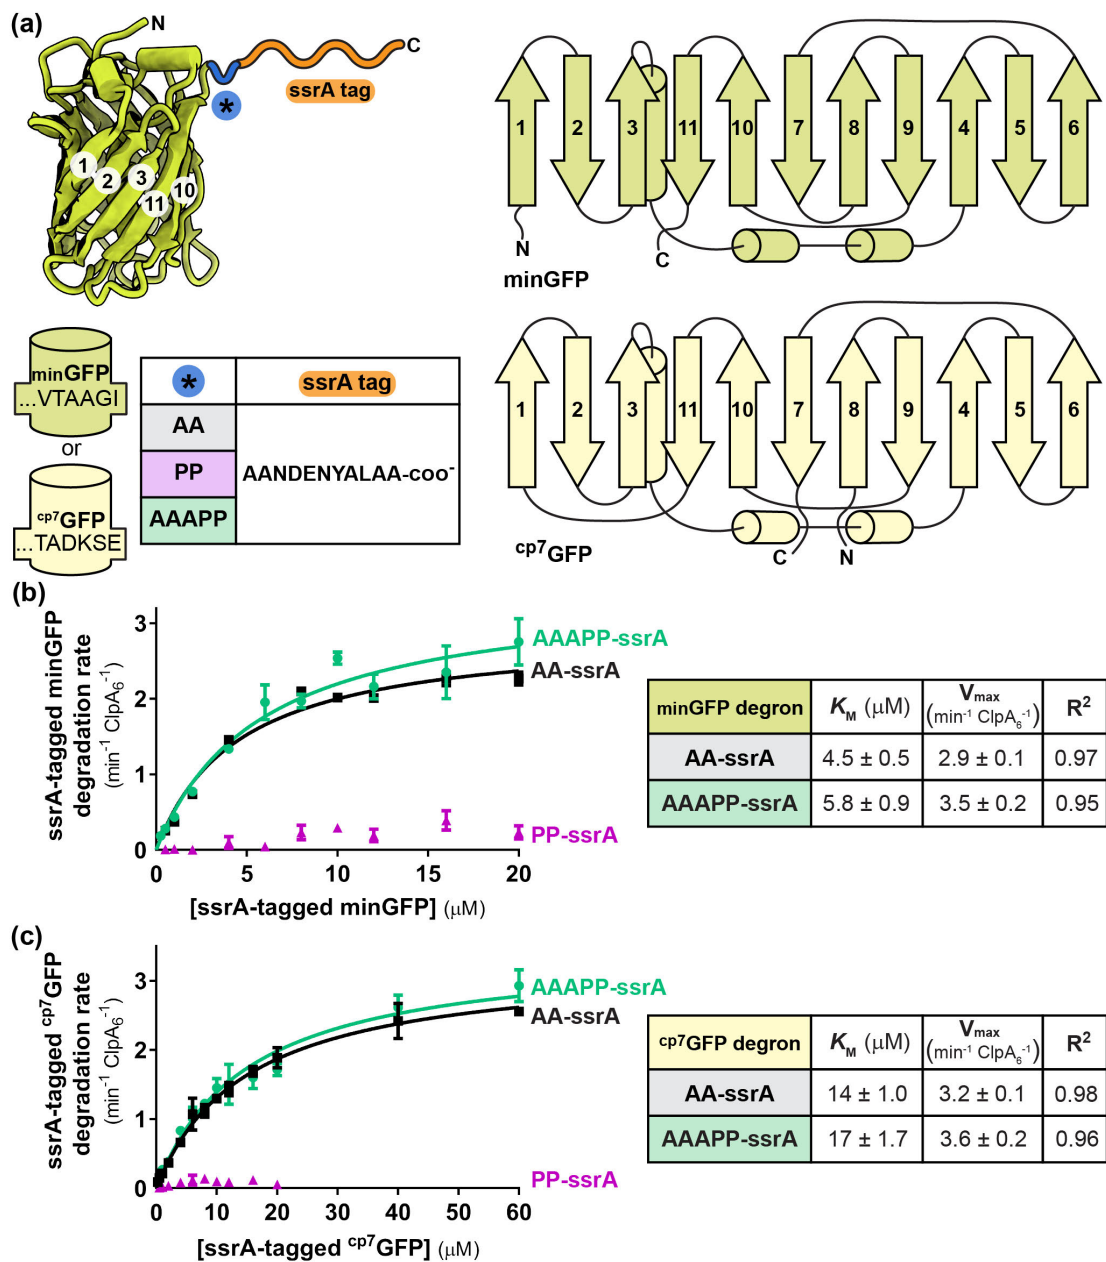 (a)
N
C
ssrA tag
*
1
2
3
11
10
1 2 3 11 10 7 8 9 4 5 6
N
C
minGFP
minGFP
...VTAAGI
or
cp7GFP
...TADKSE
* ssrA tag
AA
PP
AAAPP
AANDENYALAA-coo⁻
1 2 3 11 10 7 8 9 4 5 6
C N
cp7GFP
(b)
ssrA-tagged minGFP
degradation rate
(min⁻¹ ClpA₆⁻¹)
3
2
1
0
0 5 10 15 20
[ssrA-tagged minGFP] (µM)
AAAPP-ssrA
AA-ssrA
PP-ssrA
minGFP degron K_M (µM) V_max (min⁻¹ ClpA₆⁻¹) R²
AA-ssrA 4.5 ± 0.5 2.9 ± 0.1 0.97
AAAPP-ssrA 5.8 ± 0.9 3.5 ± 0.2 0.95
(c)
ssrA-tagged cp7GFP
degradation rate
(min⁻¹ ClpA₆⁻¹)
3
2
1
0
0 10 20 30 40 50 60
[ssrA-tagged cp7GFP] (µM)
AAAPP-ssrA
AA-ssrA
PP-ssrA
cp7GFP degron K_M (µM) V_max (min⁻¹ ClpA₆⁻¹) R²
AA-ssrA 14 ± 1.0 3.2 ± 0.1 0.98
AAAPP-ssrA 17 ± 1.7 3.6 ± 0.2 0.96